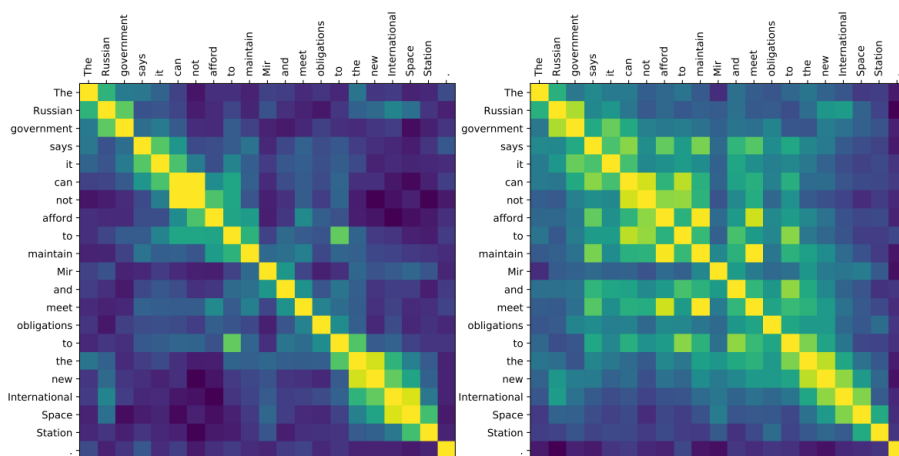 The Russian government says it can not afford to maintain Mir and meet obligations to the new International Space Station .
The Russian government says it can not afford to maintain Mir and meet obligations to the new International Space Station .
The
Russian
government
says
it
can
not
afford
to
maintain
Mir
and
meet
obligations
to
the
new
International
Space
Station
.
The
Russian
government
says
it
can
not
afford
to
maintain
Mir
and
meet
obligations
to
the
new
International
Space
Station
.